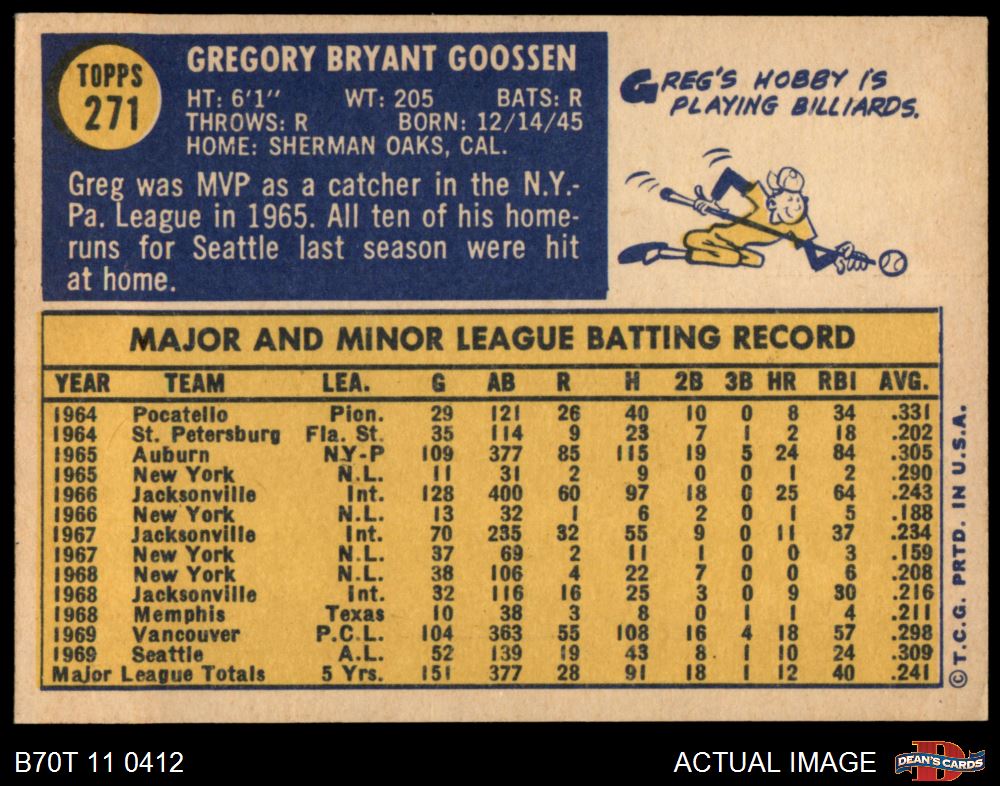 TOPPS
271
GREGORY BRYANT GOOSSEN
HT: 6'1" WT: 205 BATS: R
THROWS: R BORN: 12/14/45
HOME: SHERMAN OAKS, CAL.
Greg was MVP as a catcher in the N.Y.-
Pa. League in 1965. All ten of his home-
runs for Seattle last season were hit
at home.
GREG'S HOBBY IS
PLAYING BILLIARDS.
MAJOR AND MINOR LEAGUE BATTING RECORD
YEAR TEAM LEA. G AB R H 2B 3B HR RBI AVG.
1964 Pocatello Pion. 29 121 26 40 10 0 8 34 .331
1964 St. Petersburg Fla. St. 35 114 9 23 7 1 2 18 .202
1965 Auburn N.Y-P 109 377 85 115 19 5 24 84 .305
1965 New York N.L. 11 31 2 9 0 0 1 2 .290
1966 Jacksonville Int. 128 400 60 97 18 0 25 64 .243
1966 New York N.L. 13 32 1 6 2 0 1 5 .188
1967 Jacksonville Int. 70 235 32 55 9 0 11 37 .234
1967 New York N.L. 37 69 2 11 1 0 0 3 .159
1968 New York N.L. 38 106 4 22 7 0 0 6 .208
1968 Jacksonville Int. 32 116 16 25 3 0 9 30 .216
1968 Memphis Texas 10 38 3 8 0 1 1 4 .211
1969 Vancouver P.C.L. 104 363 55 108 16 4 18 57 .298
1969 Seattle A.L. 52 139 19 43 8 1 10 24 .309
Major League Totals 5 Yrs. 151 377 28 91 18 1 12 40 .241
©T.C.G. PRTD. IN U.S.A.
B70T 11 0412
ACTUAL IMAGE
DEAN'S CARDS